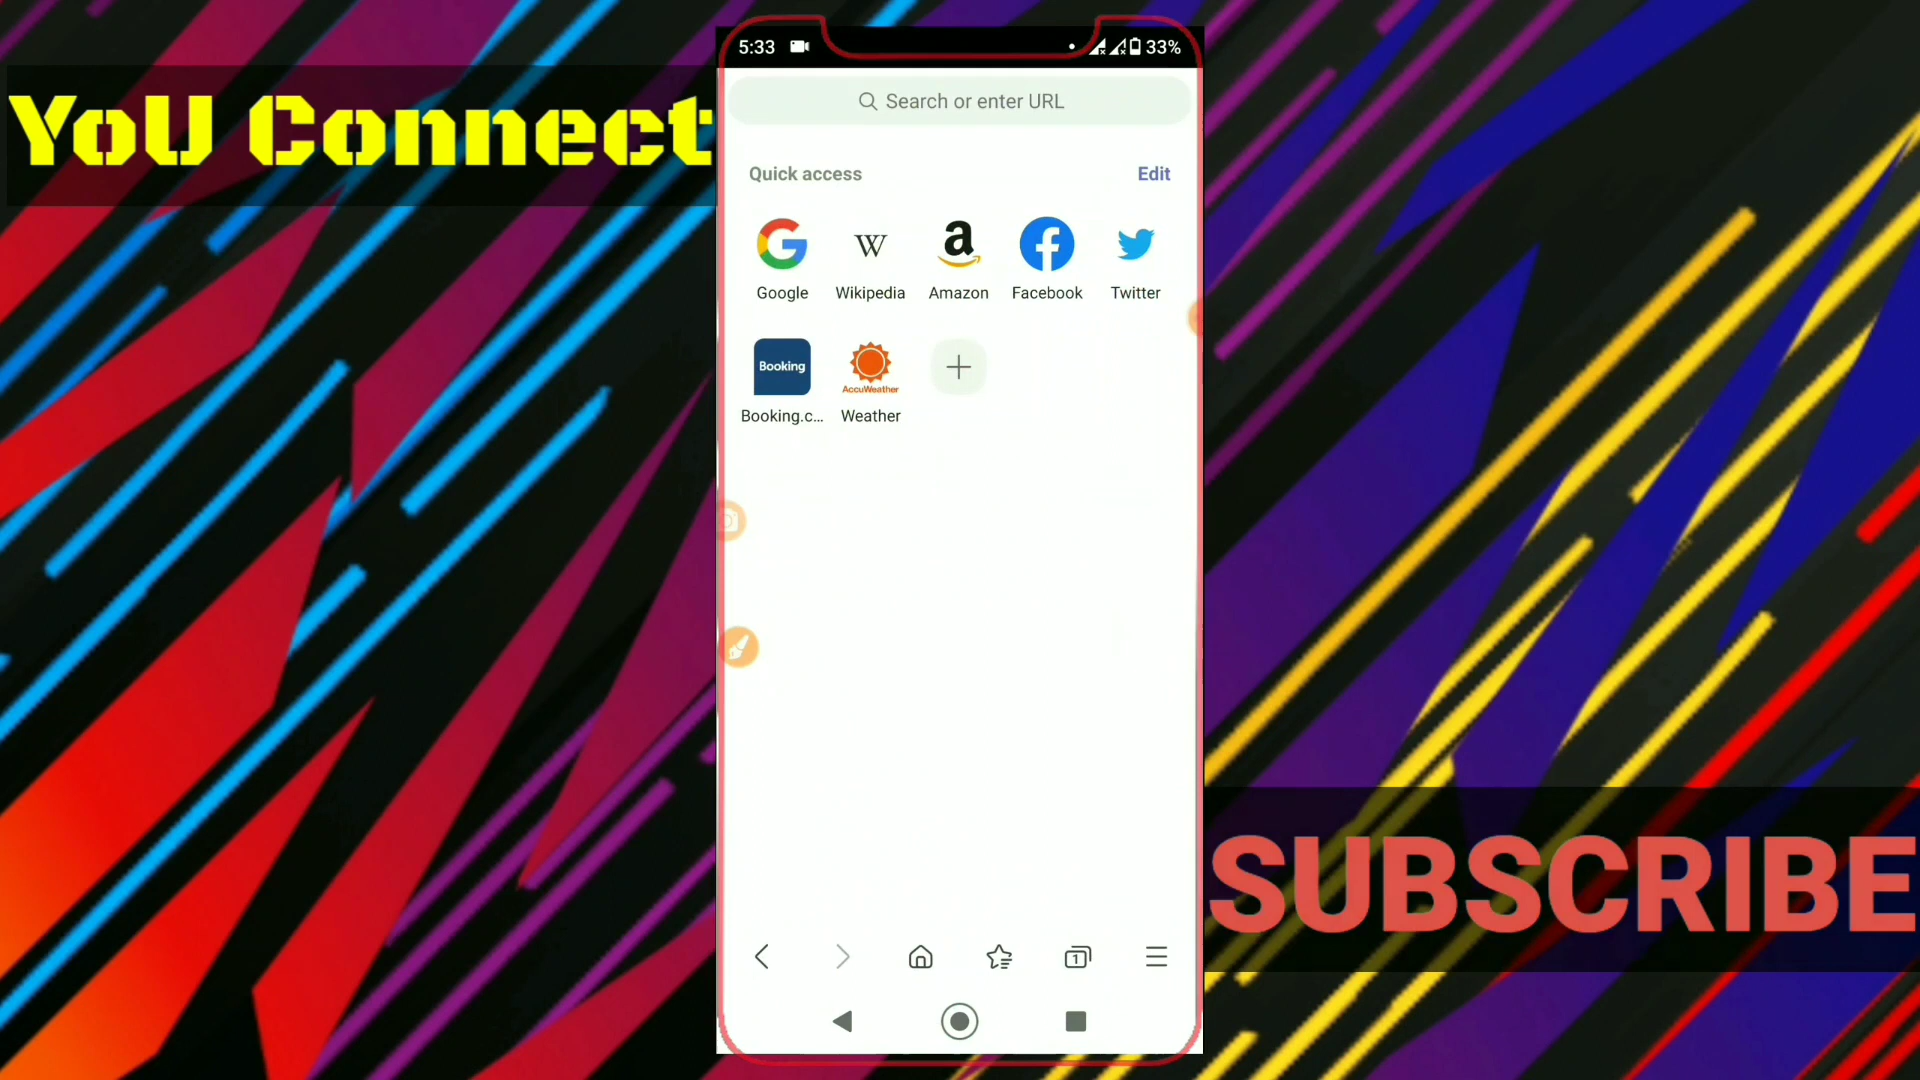 5:33
33%
YoU Connect
Search or enter URL
Quick access
Edit
Google
Wikipedia
Amazon
Facebook
Twitter
Booking
AccuWeather
Booking.c...
Weather
1
SUBSCRIBE